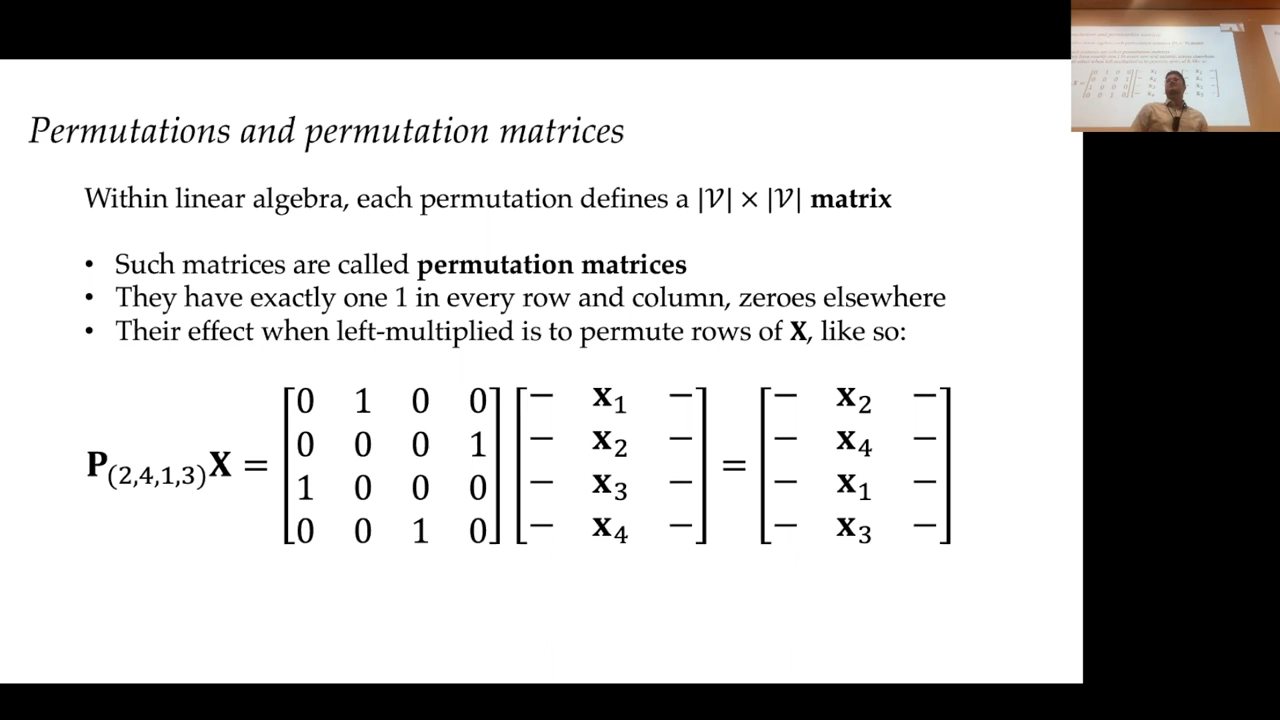 Permutations and permutation matrices
Within linear algebra, each permutation defines a |𝒱| × |𝒱| matrix
• Such matrices are called permutation matrices
• They have exactly one 1 in every row and column, zeroes elsewhere
• Their effect when left-multiplied is to permute rows of X, like so:
P(2,4,1,3)X = [0 1 0 0] [− x1 −] = [− x2 −]
[0 0 0 1] [− x2 −] [− x4 −]
[1 0 0 0] [− x3 −] [− x1 −]
[0 0 1 0] [− x4 −] [− x3 −]